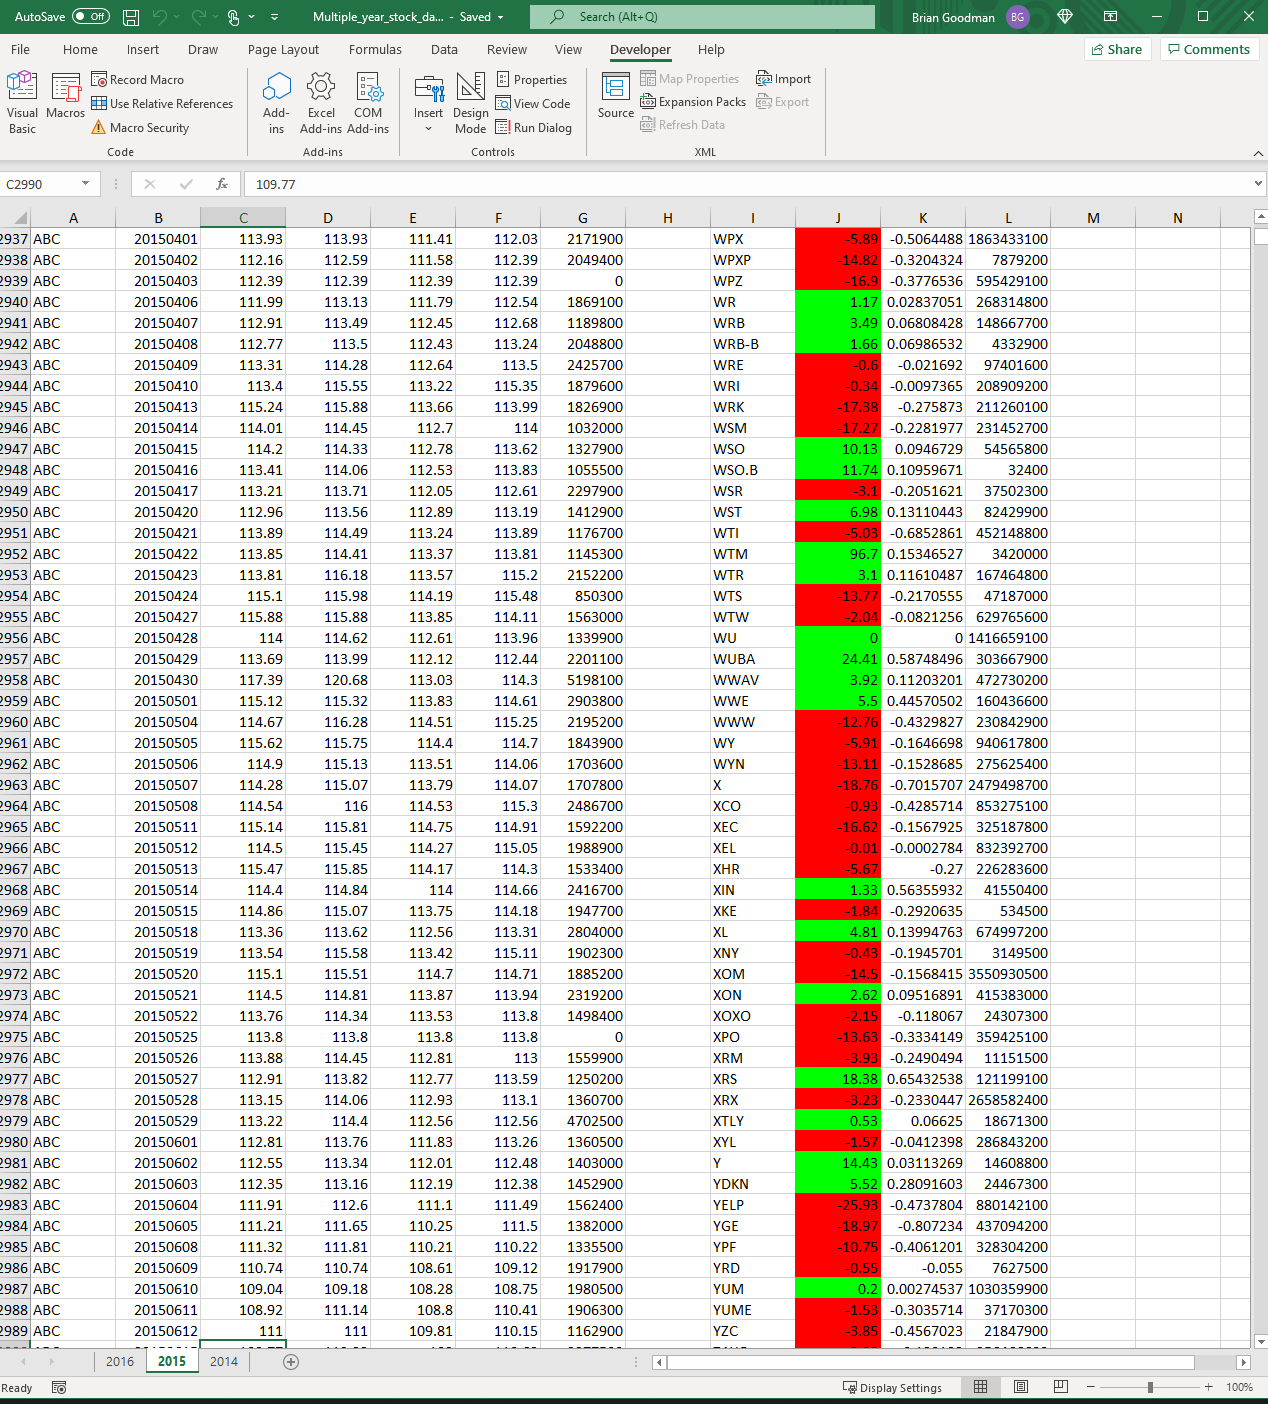 AutoSave Off Multiple_year_stock_da... - Saved Search (Alt+Q) Brian Goodman BG
File Home Insert Draw Page Layout Formulas Data Review View Developer Help Share Comments
Visual Basic Macros Record Macro Use Relative References Macro Security Code
Add-ins Excel Add-ins COM Add-ins Add-ins
Insert Design Mode Properties View Code Run Dialog Controls
Source Map Properties Expansion Packs Refresh Data Import Export XML
C2990 fx 109.77
A B C D E F G H I J K L M N
2937 ABC 20150401 113.93 113.93 111.41 112.03 2171900 WPX -5.89 -0.5064488 1863433100
2938 ABC 20150402 112.16 112.59 111.58 112.39 2049400 WPXP -14.82 -0.3204324 7879200
2939 ABC 20150403 112.39 112.39 112.39 112.39 0 WPZ -16.9 -0.3776536 595429100
2940 ABC 20150406 111.99 113.13 111.79 112.54 1869100 WR 1.17 0.02837051 268314800
2941 ABC 20150407 112.91 113.49 112.45 112.68 1189800 WRB 3.49 0.06808428 148667700
2942 ABC 20150408 112.77 113.5 112.43 113.24 2048800 WRB-B 1.66 0.06986532 4332900
2943 ABC 20150409 113.31 114.28 112.64 113.5 2425700 WRE -0.6 -0.021692 97401600
2944 ABC 20150410 113.4 115.55 113.22 115.35 1879600 WRI -0.34 -0.0097365 208909200
2945 ABC 20150413 115.24 115.88 113.66 113.99 1826900 WRK -17.38 -0.275873 211260100
2946 ABC 20150414 114.01 114.45 112.7 114 1032000 WSM -17.27 -0.2281977 231452700
2947 ABC 20150415 114.2 114.33 112.78 113.62 1327900 WSO 10.13 0.0946729 54565800
2948 ABC 20150416 113.41 114.06 112.53 113.83 1055500 WSO.B 11.74 0.10959671 32400
2949 ABC 20150417 113.21 113.71 112.05 112.61 2297900 WSR -3.1 -0.2051621 37502300
2950 ABC 20150420 112.96 113.56 112.89 113.19 1412900 WST 6.98 0.13110443 82429900
2951 ABC 20150421 113.89 114.49 113.24 113.89 1176700 WTI -5.03 -0.6852861 452148800
2952 ABC 20150422 113.85 114.41 113.37 113.81 1145300 WTM 96.7 0.15346527 3420000
2953 ABC 20150423 113.81 116.18 113.57 115.2 2152200 WTR 3.1 0.11610487 167464800
2954 ABC 20150424 115.1 115.98 114.19 115.48 850300 WTS -13.77 -0.2170555 47187000
2955 ABC 20150427 115.88 115.88 113.85 114.11 1563000 WTW -2.04 -0.0821256 629765600
2956 ABC 20150428 114 114.62 112.61 113.96 1339900 WU 0 0 1416659100
2957 ABC 20150429 113.69 113.99 112.12 112.44 2201100 WUBA 24.41 0.58748496 303667900
2958 ABC 20150430 117.39 120.68 113.03 114.3 5198100 WWAV 3.92 0.11203201 472730200
2959 ABC 20150501 115.12 115.32 113.83 114.61 2903800 WWE 5.5 0.44570502 160436600
2960 ABC 20150504 114.67 116.28 114.51 115.25 2195200 WWW -12.76 -0.4329827 230842900
2961 ABC 20150505 115.62 115.75 114.4 114.7 1843900 WY -5.91 -0.1646698 940617800
2962 ABC 20150506 114.9 115.13 113.51 114.06 1703600 WYN -13.11 -0.1528685 275625400
2963 ABC 20150507 114.28 115.07 113.79 114.07 1707800 X -18.76 -0.7015707 2479498700
2964 ABC 20150508 114.54 116 114.53 115.3 2486700 XCO -0.93 -0.4285714 853275100
2965 ABC 20150511 115.14 115.81 114.75 114.91 1592200 XEC -16.62 -0.1567925 325187800
2966 ABC 20150512 114.5 115.45 114.27 115.05 1988900 XEL -0.01 -0.0002784 832392700
2967 ABC 20150513 115.47 115.85 114.17 114.3 1533400 XHR -5.67 -0.27 226283600
2968 ABC 20150514 114.4 114.84 114 114.66 2416700 XIN 1.33 0.56355932 41550400
2969 ABC 20150515 114.86 115.07 113.75 114.18 1947700 XKE -1.84 -0.2920635 534500
2970 ABC 20150518 113.36 113.62 112.56 113.31 2804000 XL 4.81 0.13994763 674997200
2971 ABC 20150519 113.54 115.58 113.42 115.11 1902300 XNY -0.43 -0.1945701 3149500
2972 ABC 20150520 115.1 115.51 114.7 114.71 1885200 XOM -14.5 -0.1568415 3550930500
2973 ABC 20150521 114.5 114.81 113.87 113.94 2319200 XON 2.62 0.09516891 415383000
2974 ABC 20150522 113.76 114.34 113.53 113.8 1498400 XOXO -2.15 -0.118067 24307300
2975 ABC 20150525 113.8 113.8 113.8 113.8 0 XPO -13.63 -0.3334149 359425100
2976 ABC 20150526 113.88 114.45 112.81 113 1559900 XRM -3.93 -0.2490494 11151500
2977 ABC 20150527 112.91 113.82 112.77 113.59 1250200 XRS 18.38 0.65432538 121199100
2978 ABC 20150528 113.15 114.06 112.93 113.1 1360700 XRX -3.23 -0.2330447 2658582400
2979 ABC 20150529 113.22 114.4 112.56 112.56 4702500 XTLY 0.53 0.06625 18671300
2980 ABC 20150601 112.81 113.76 111.83 113.26 1360500 XYL -1.57 -0.0412398 286843200
2981 ABC 20150602 112.55 113.34 112.01 112.48 1403000 Y 14.43 0.03113269 14608800
2982 ABC 20150603 112.35 113.16 112.19 112.38 1452900 YDKN 5.52 0.28091603 24467300
2983 ABC 20150604 111.91 112.6 111.1 111.49 1562400 YELP -25.93 -0.4737804 880142100
2984 ABC 20150605 111.21 111.65 110.25 111.5 1382000 YGE -18.97 -0.807234 437094200
2985 ABC 20150608 111.32 111.81 110.21 110.22 1335500 YPF -10.75 -0.4061201 328304200
2986 ABC 20150609 110.74 110.74 108.61 109.12 1917900 YRD -0.55 -0.055 7627500
2987 ABC 20150610 109.04 109.18 108.28 108.75 1980500 YUM 0.2 0.00274537 1030359900
2988 ABC 20150611 108.92 111.14 108.8 110.41 1906300 YUME -1.53 -0.3035714 37170300
2989 ABC 20150612 111 111 109.81 110.15 1162900 YZC -3.85 -0.4567023 21847900
2016 2015 2014
Ready Display Settings 100%